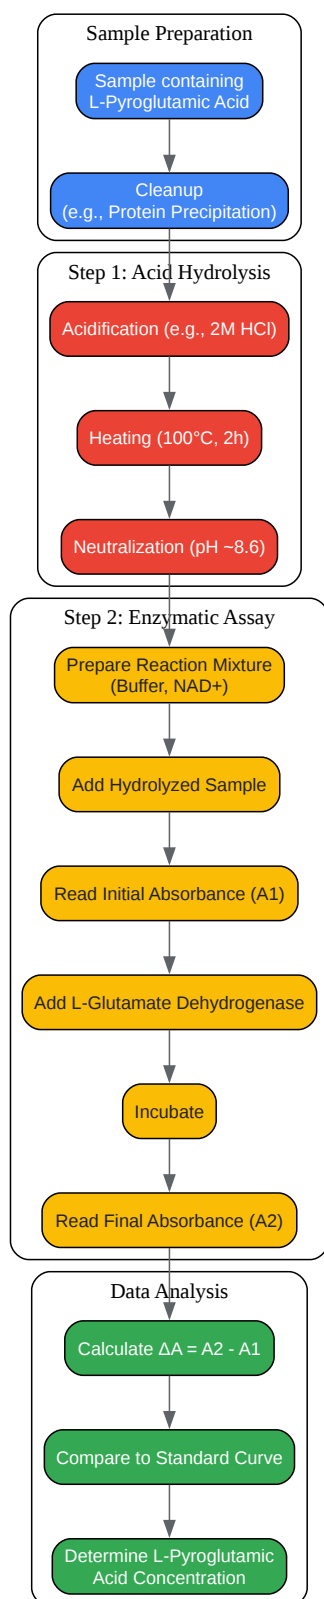 Sample Preparation
Sample containing
L-Pyroglutamic Acid
Cleanup
(e.g., Protein Precipitation)
Step 1: Acid Hydrolysis
Acidification (e.g., 2M HCl)
Heating (100°C, 2h)
Neutralization (pH ~8.6)
Step 2: Enzymatic Assay
Prepare Reaction Mixture
(Buffer, NAD+)
Add Hydrolyzed Sample
Read Initial Absorbance (A1)
Add L-Glutamate Dehydrogenase
Incubate
Read Final Absorbance (A2)
Data Analysis
Calculate ΔA = A2 - A1
Compare to Standard Curve
Determine L-Pyroglutamic
Acid Concentration